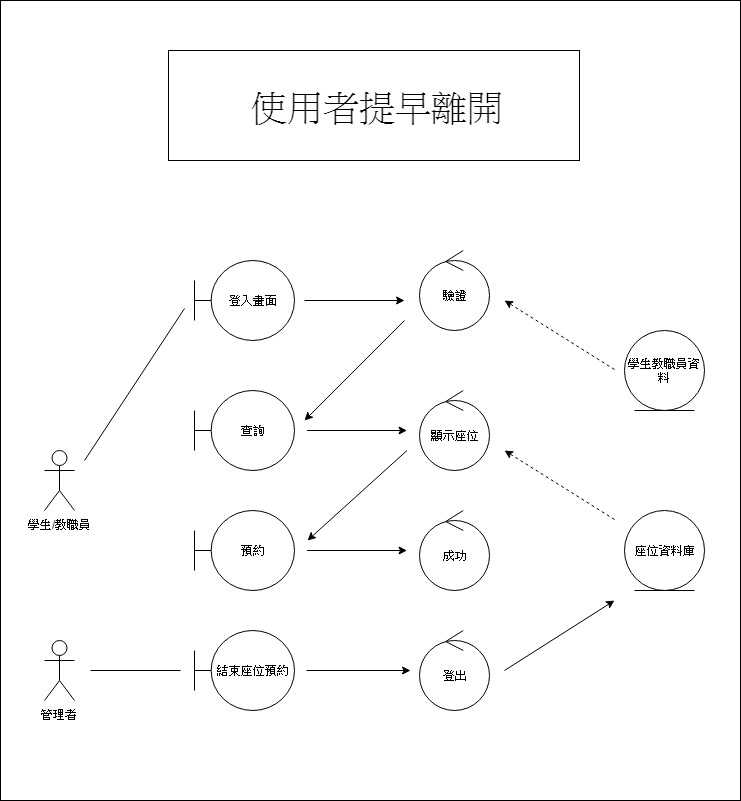 使用者提早離開
登入畫面
驗證
學生教職員資
料
查詢
顯示座位
學生/教職員
預約
成功
座位資料庫
結束座位預約
登出
管理者